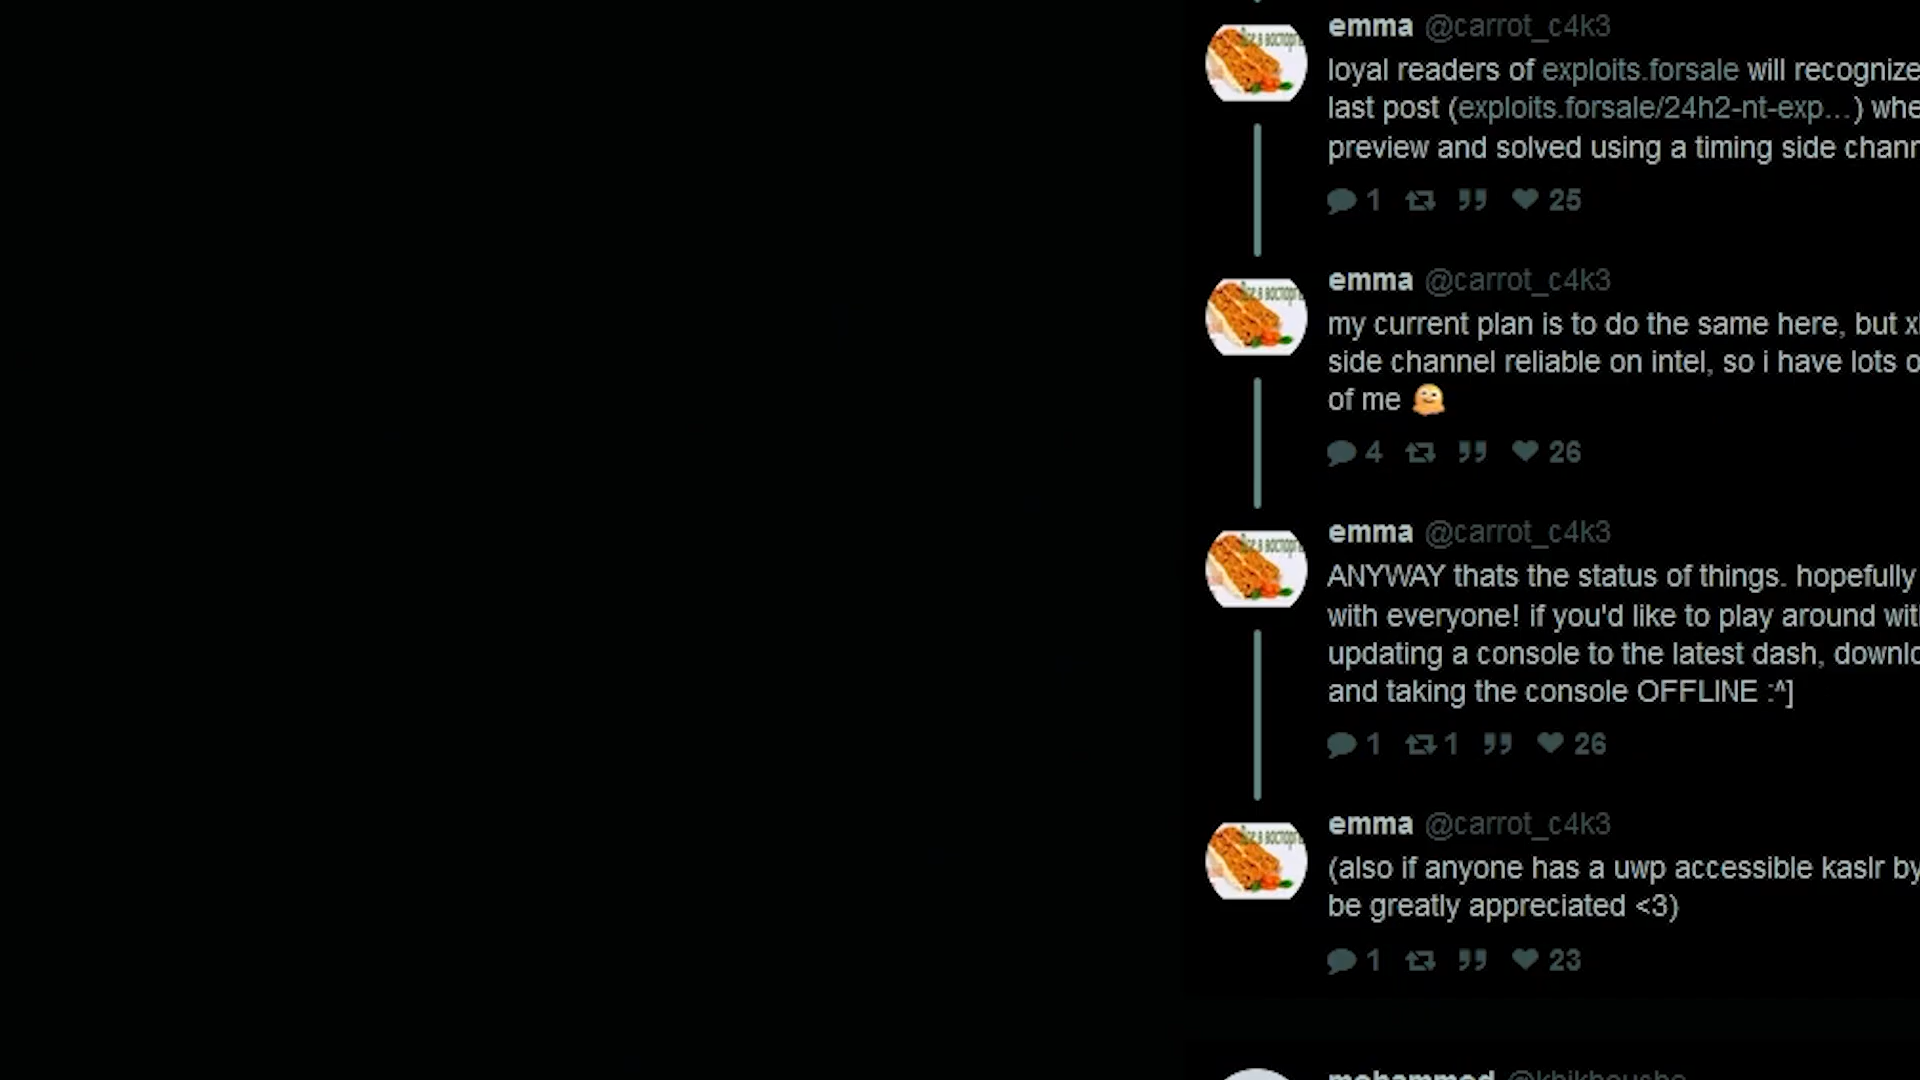 emma @carrot_c4k3
loyal readers of exploits.forsale will recognize
last post (exploits.forsale/24h2-nt-exp...) whe
preview and solved using a timing side chann
1 25
emma @carrot_c4k3
my current plan is to do the same here, but x
side channel reliable on intel, so i have lots o
of me
4 26
emma @carrot_c4k3
ANYWAY thats the status of things. hopefully
with everyone! if you'd like to play around wit
updating a console to the latest dash, downlo
and taking the console OFFLINE :^]
1 1 26
emma @carrot_c4k3
(also if anyone has a uwp accessible kaslr by
be greatly appreciated <3)
1 23